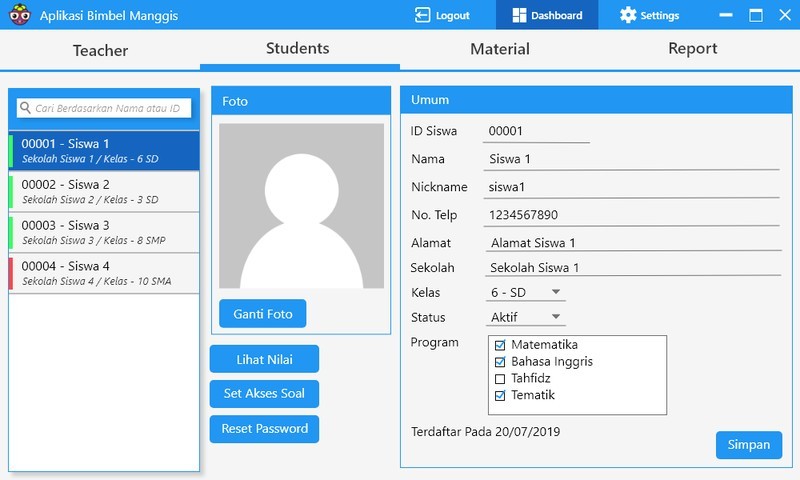 Aplikasi Bimbel Manggis
Logout
Dashboard
Settings
Teacher
Students
Material
Report
Cari Berdasarkan Nama atau ID
00001 - Siswa 1
Sekolah Siswa 1 / Kelas - 6 SD
00002 - Siswa 2
Sekolah Siswa 2 / Kelas - 3 SD
00003 - Siswa 3
Sekolah Siswa 3 / Kelas - 8 SMP
00004 - Siswa 4
Sekolah Siswa 4 / Kelas - 10 SMA
Foto
Ganti Foto
Lihat Nilai
Set Akses Soal
Reset Password
Umum
ID Siswa 00001
Nama Siswa 1
Nickname siswa1
No. Telp 1234567890
Alamat Alamat Siswa 1
Sekolah Sekolah Siswa 1
Kelas 6 - SD
Status Aktif
Program Matematika
Bahasa Inggris
Tahfidz
Tematik
Terdaftar Pada 20/07/2019
Simpan